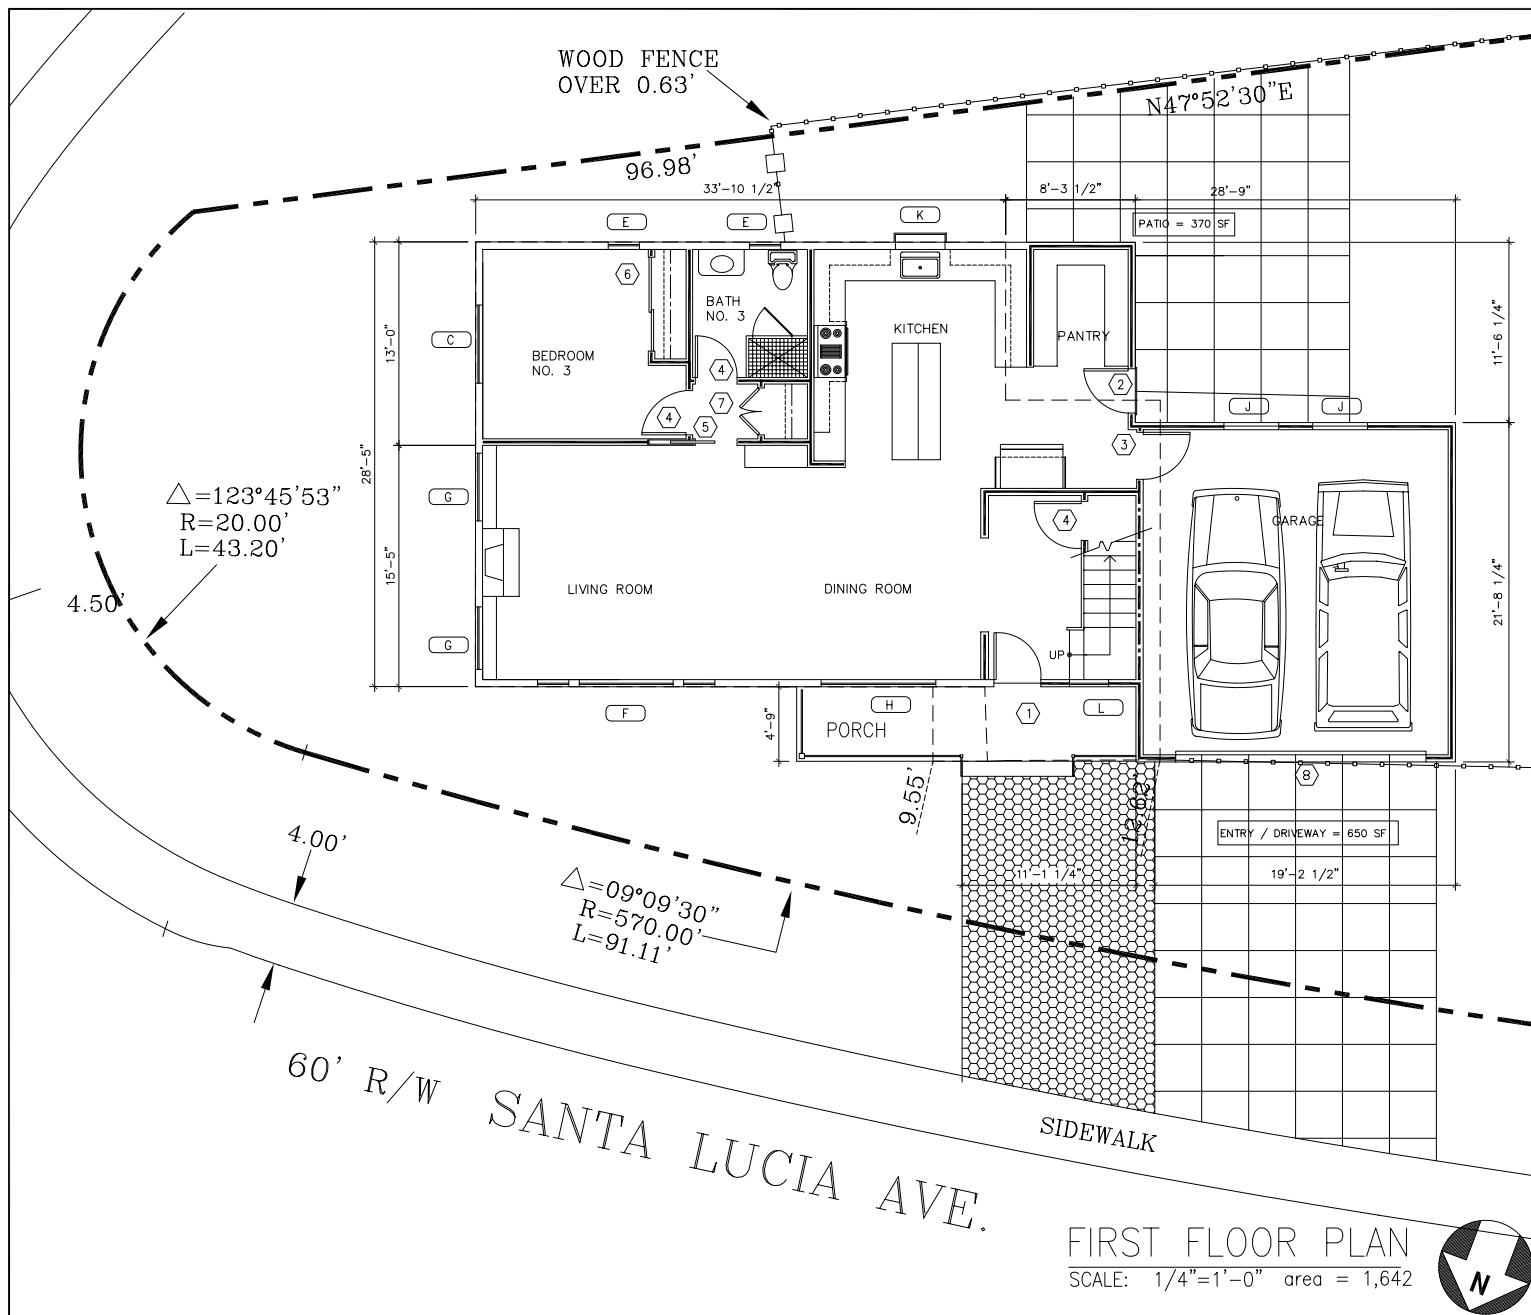 WOOD FENCE
OVER 0.63'
N47°52'30"E
96.98'
33'-10 1/2"
8'-3 1/2"
28'-9"
E
E
K
PATIO = 370 SF
6
BATH
NO. 3
KITCHEN
PANTRY
C
13'-0"
11'-6 1/4"
BEDROOM
NO. 3
4
2
7
J
J
4
5
3
28'-5"
△=123°45'53"
R=20.00'
L=43.20'
G
4
GARAGE
15'-5"
LIVING ROOM
DINING ROOM
21'-8 1/4"
4.50'
G
UP
F
H
1
L
4'-9"
PORCH
8
9.55'
12.62'
ENTRY / DRIVEWAY = 650 SF
4.00'
11'-1 1/4"
19'-2 1/2"
△=09°09'30"
R=570.00'
L=91.11'
60' R/W SANTA LUCIA AVE.
SIDEWALK
FIRST FLOOR PLAN
SCALE: 1/4"=1'-0" area = 1,642
N